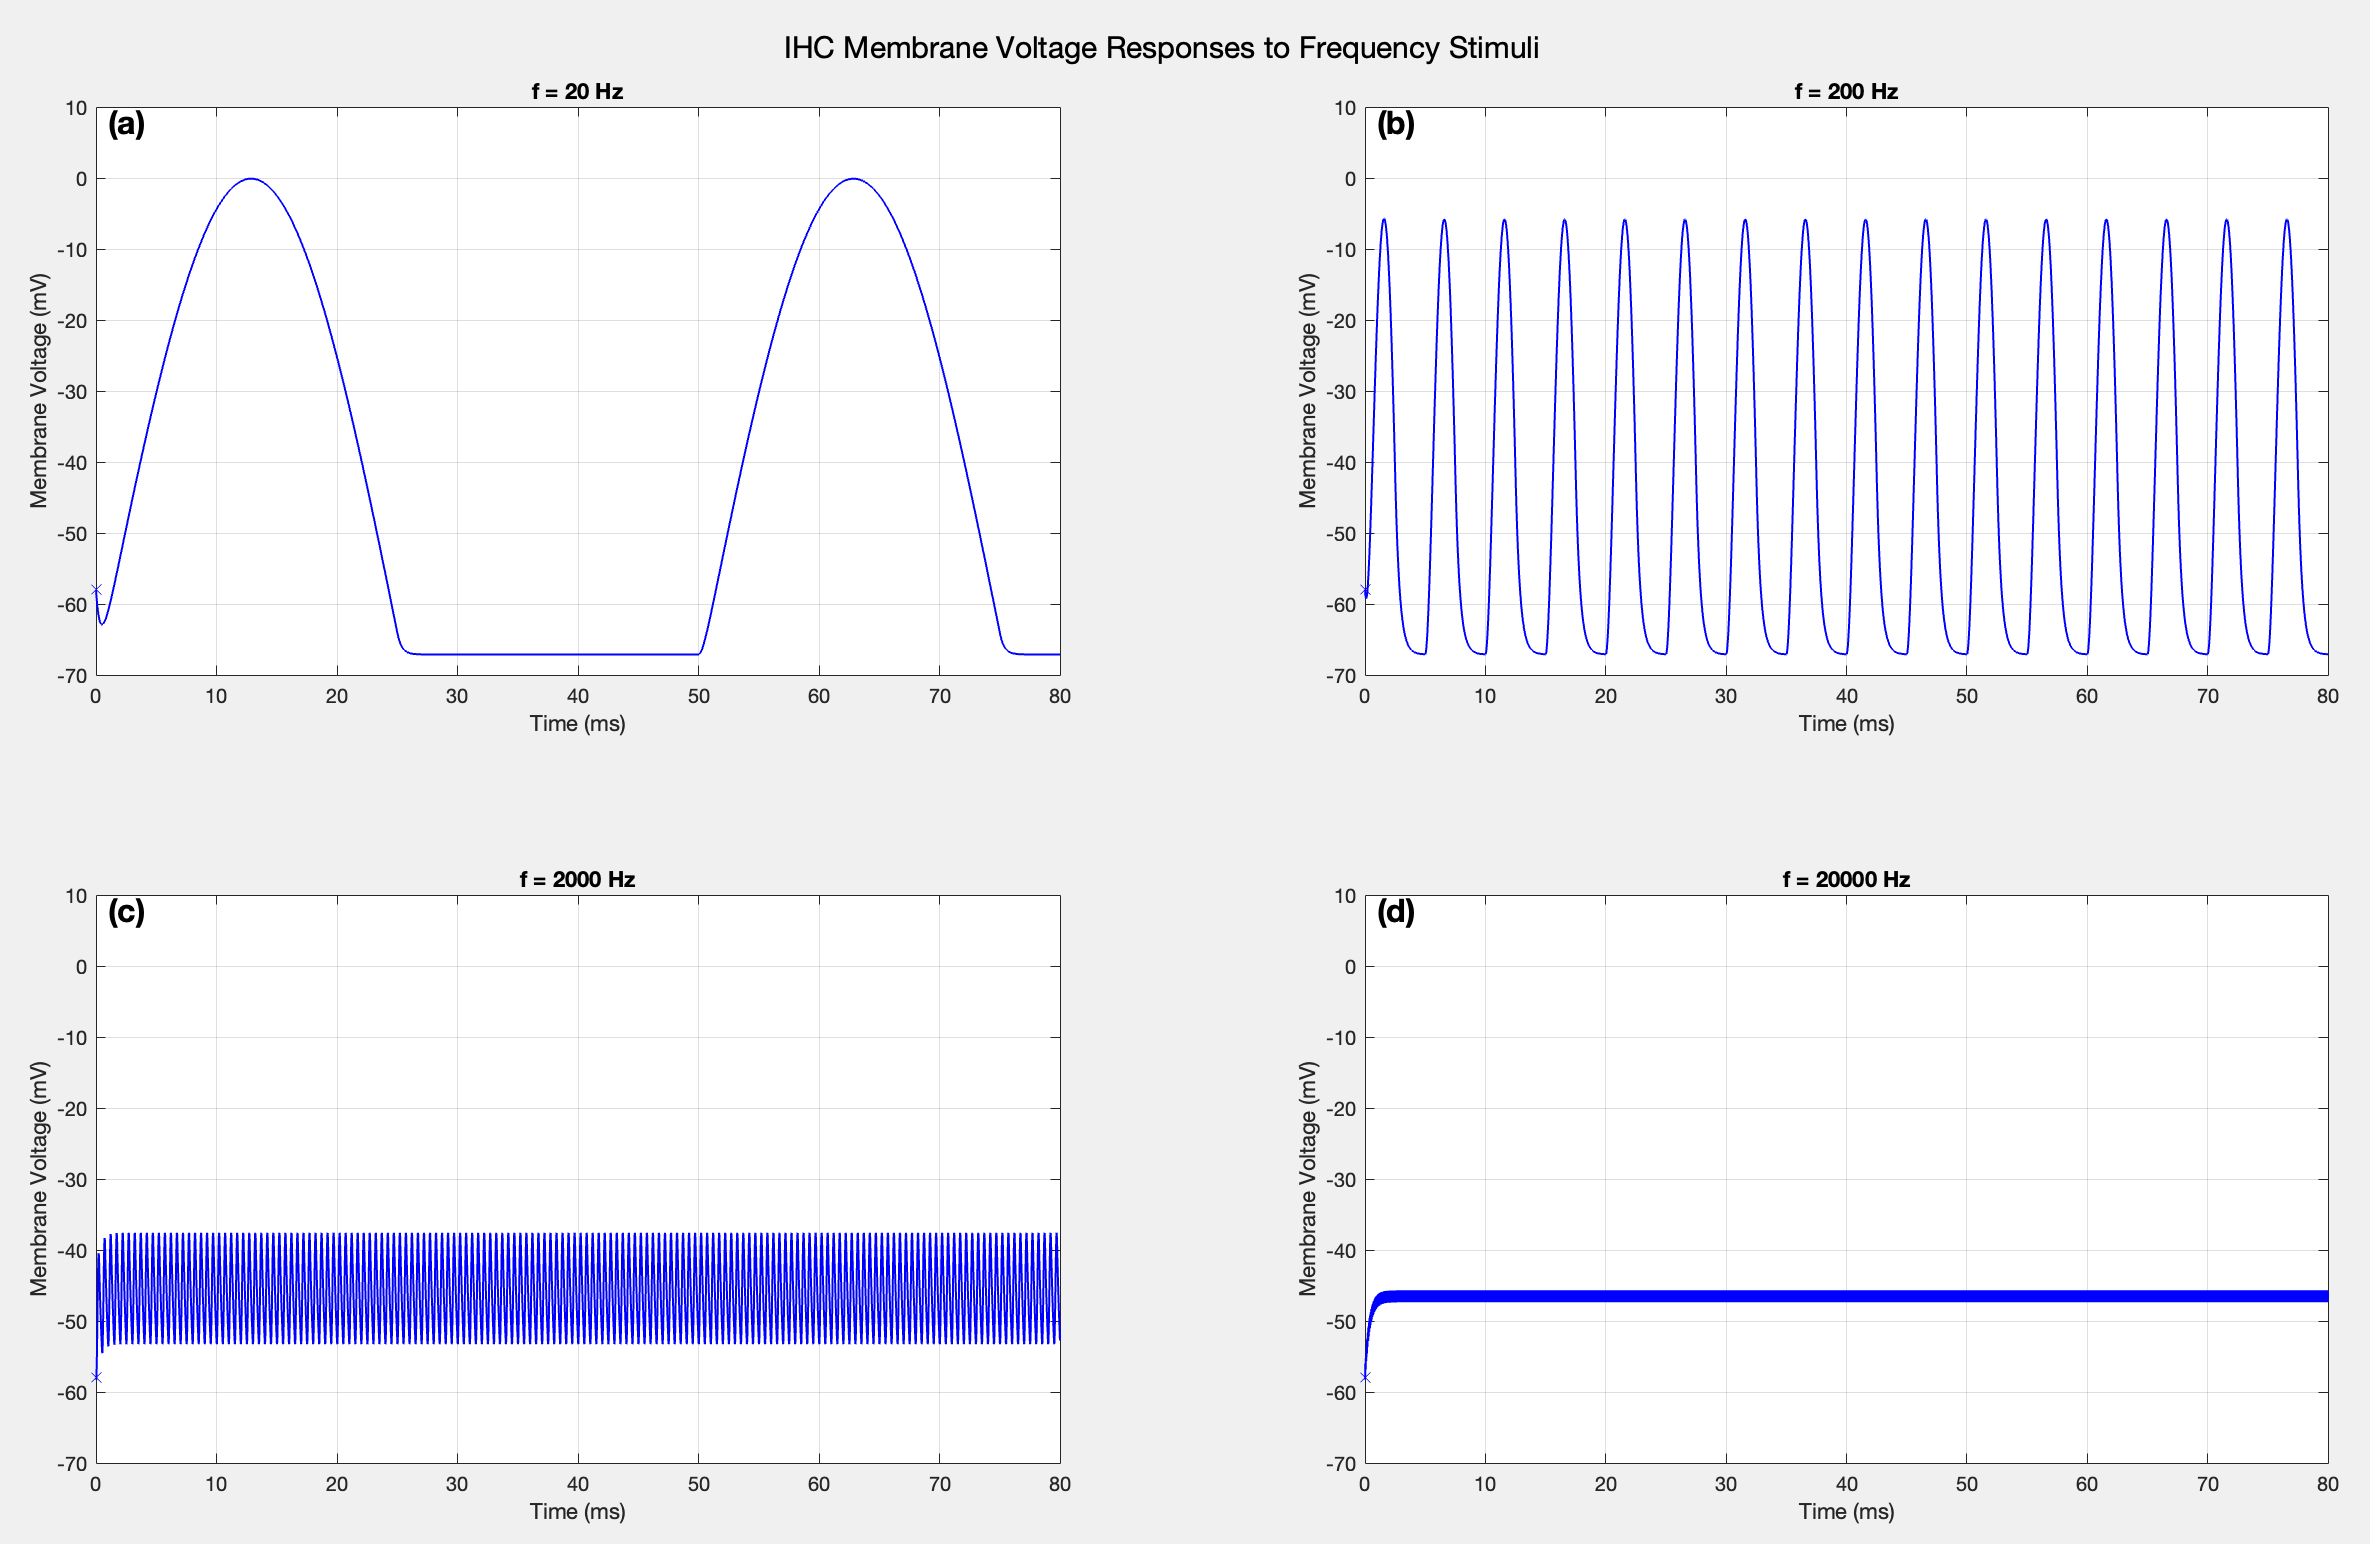 IHC Membrane Voltage Responses to Frequency Stimuli
f = 20 Hz
(a)
10
0
-10
-20
-30
-40
-50
-60
-70
Membrane Voltage (mV)
0 10 20 30 40 50 60 70 80
Time (ms)
f = 200 Hz
(b)
10
0
-10
-20
-30
-40
-50
-60
-70
Membrane Voltage (mV)
0 10 20 30 40 50 60 70 80
Time (ms)
f = 2000 Hz
(c)
10
0
-10
-20
-30
-40
-50
-60
-70
Membrane Voltage (mV)
0 10 20 30 40 50 60 70 80
Time (ms)
f = 20000 Hz
(d)
10
0
-10
-20
-30
-40
-50
-60
-70
Membrane Voltage (mV)
0 10 20 30 40 50 60 70 80
Time (ms)